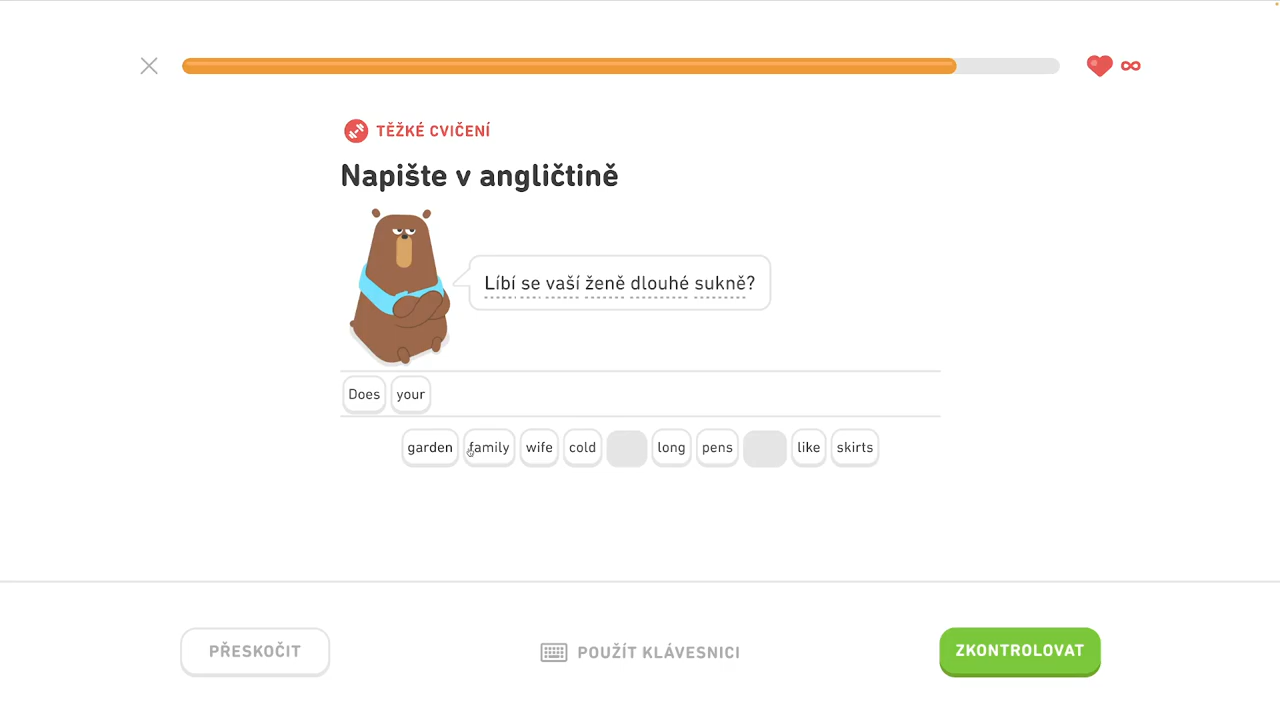 ∞
TĚŽKÉ CVIČENÍ
Napište v angličtině
Líbí se vaší ženě dlouhé sukně?
Does your
garden family wife cold long pens like skirts
PŘESKOČIT POUŽÍT KLÁVESNICI ZKONTROLOVAT